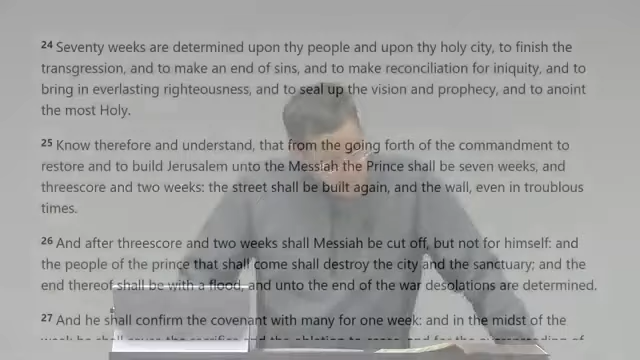 24 Seventy weeks are determined upon thy people and upon thy holy city, to finish the
transgression, and to make an end of sins, and to make reconciliation for iniquity, and to
bring in everlasting righteousness, and to seal up the vision and prophecy, and to anoint
the most Holy.
25 Know therefore and understand, that from the going forth of the commandment to
restore and to build Jerusalem unto the Messiah the Prince shall be seven weeks, and
threescore and two weeks: the street shall be built again, and the wall, even in troublous
times.
26 And after threescore and two weeks shall Messiah be cut off, but not for himself: and
the people of the prince that shall come shall destroy the city and the sanctuary; and the
end thereof shall be with a flood, and unto the end of the war desolations are determined.
27 And he shall confirm the covenant with many for one week: and in the midst of the